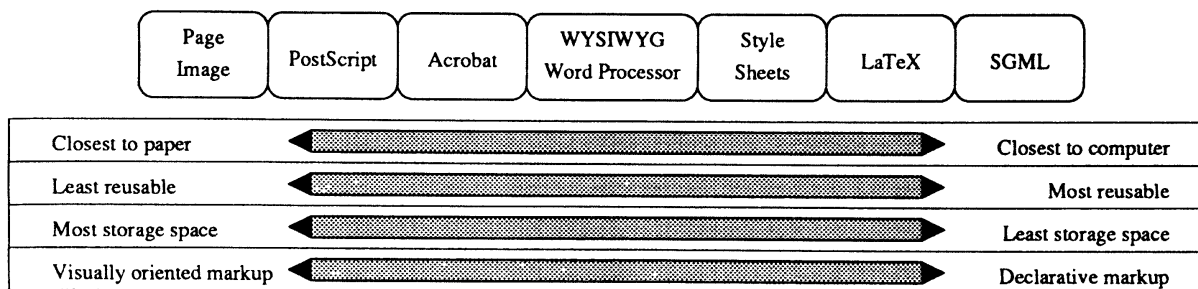 Page
Image
PostScript
Acrobat
WYSIWYG
Word Processor
Style
Sheets
LaTeX
SGML
Closest to paper
Closest to computer
Least reusable
Most reusable
Most storage space
Least storage space
Visually oriented markup
Declarative markup